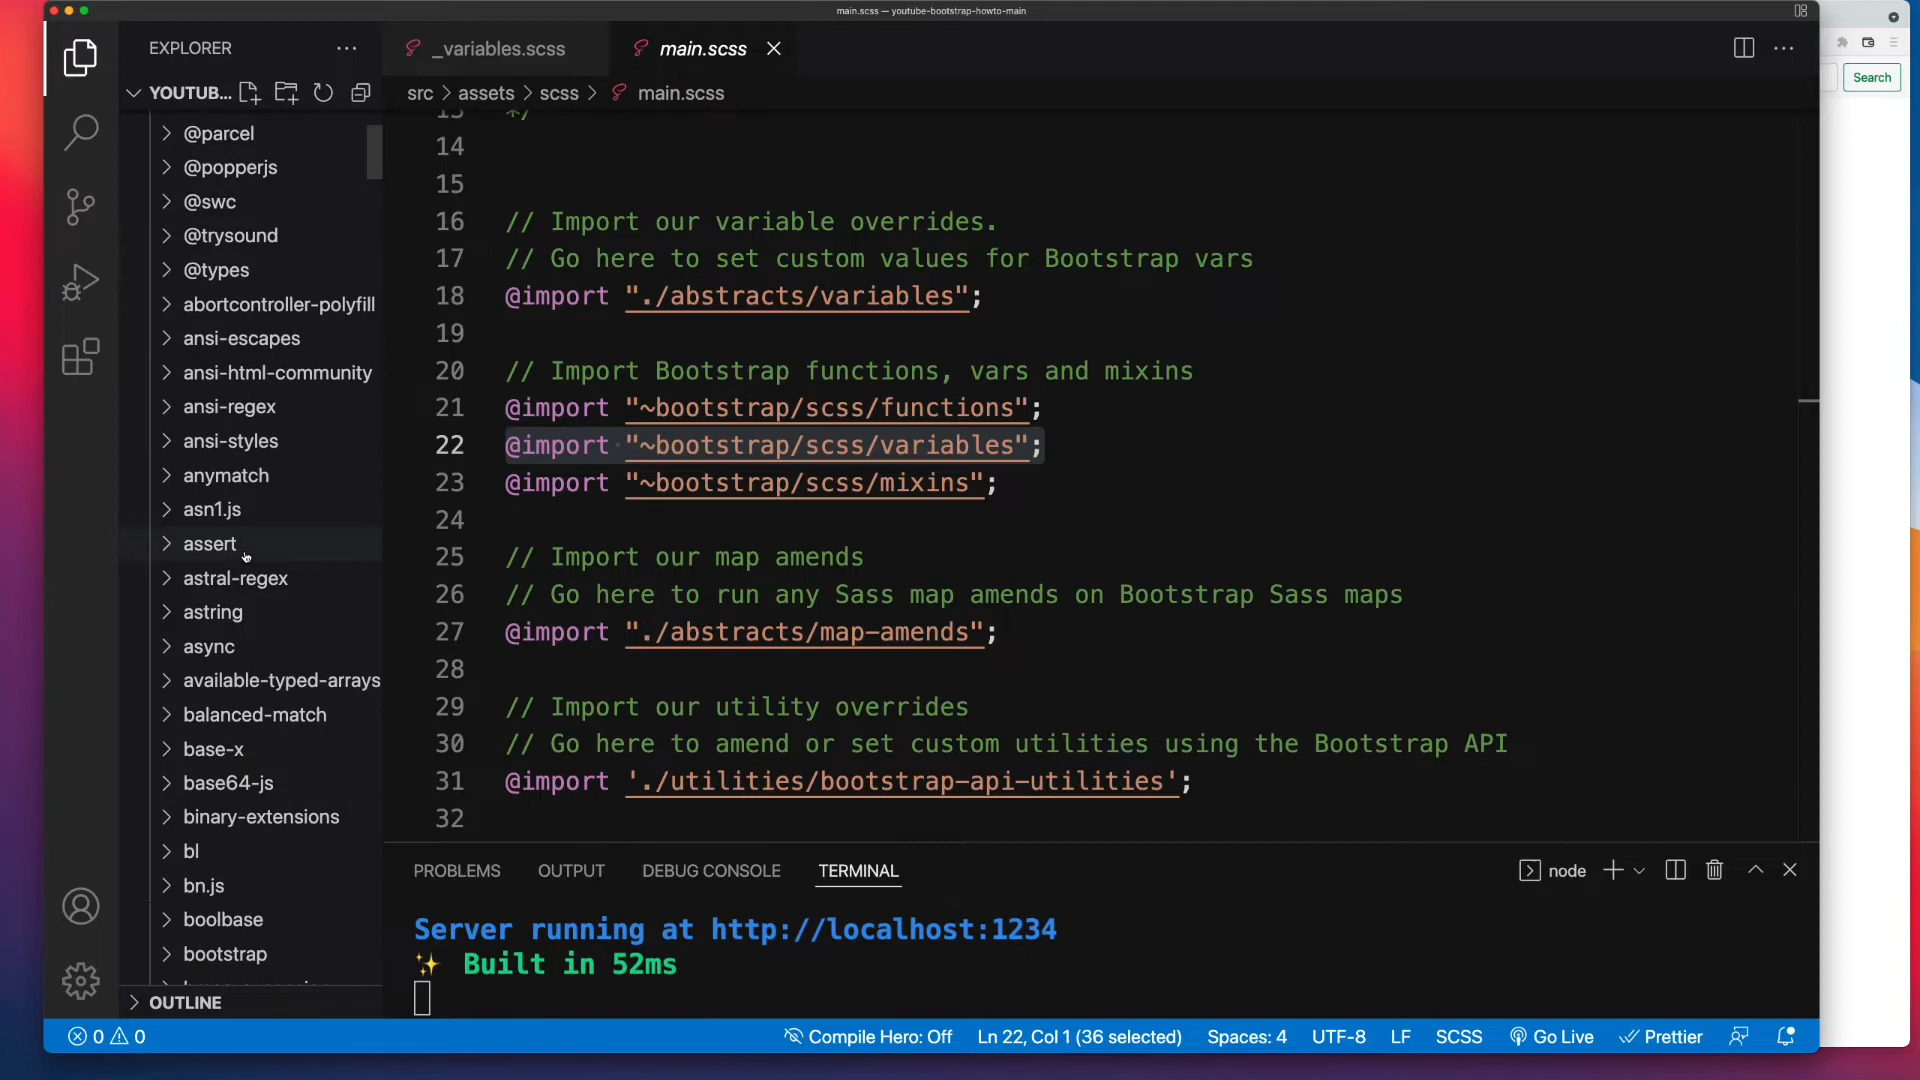 main.scss — youtube-bootstrap-howto-main
EXPLORER
YOUTUB...
@parcel
@popperjs
@swc
@trysound
@types
abortcontroller-polyfill
ansi-escapes
ansi-html-community
ansi-regex
ansi-styles
anymatch
asn1.js
assert
astral-regex
astring
async
available-typed-arrays
balanced-match
base-x
base64-js
binary-extensions
bl
bn.js
boolbase
bootstrap
OUTLINE
_variables.scss
main.scss
src > assets > scss > main.scss
13 */
14
15
16 // Import our variable overrides.
17 // Go here to set custom values for Bootstrap vars
18 @import "./abstracts/variables";
19
20 // Import Bootstrap functions, vars and mixins
21 @import "~bootstrap/scss/functions";
22 @import "~bootstrap/scss/variables";
23 @import "~bootstrap/scss/mixins";
24
25 // Import our map amends
26 // Go here to run any Sass map amends on Bootstrap Sass maps
27 @import "./abstracts/map-amends";
28
29 // Import our utility overrides
30 // Go here to amend or set custom utilities using the Bootstrap API
31 @import './utilities/bootstrap-api-utilities';
32
PROBLEMS OUTPUT DEBUG CONSOLE TERMINAL node
Server running at http://localhost:1234
✨ Built in 52ms
0 0 Compile Hero: Off Ln 22, Col 1 (36 selected) Spaces: 4 UTF-8 LF SCSS Go Live Prettier
Search